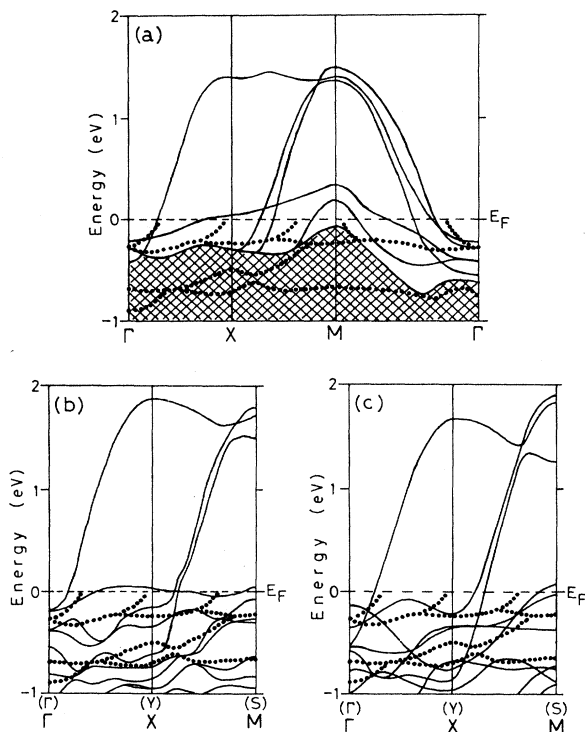 (a)
2
1
0
-1
Energy (eV)
E_F
Γ X M Γ
(b)
2
1
0
-1
Energy (eV)
E_F
(Γ) (Y) (S)
Γ X M
(c)
2
1
0
-1
Energy (eV)
E_F
(Γ) (Y) (S)
Γ X M